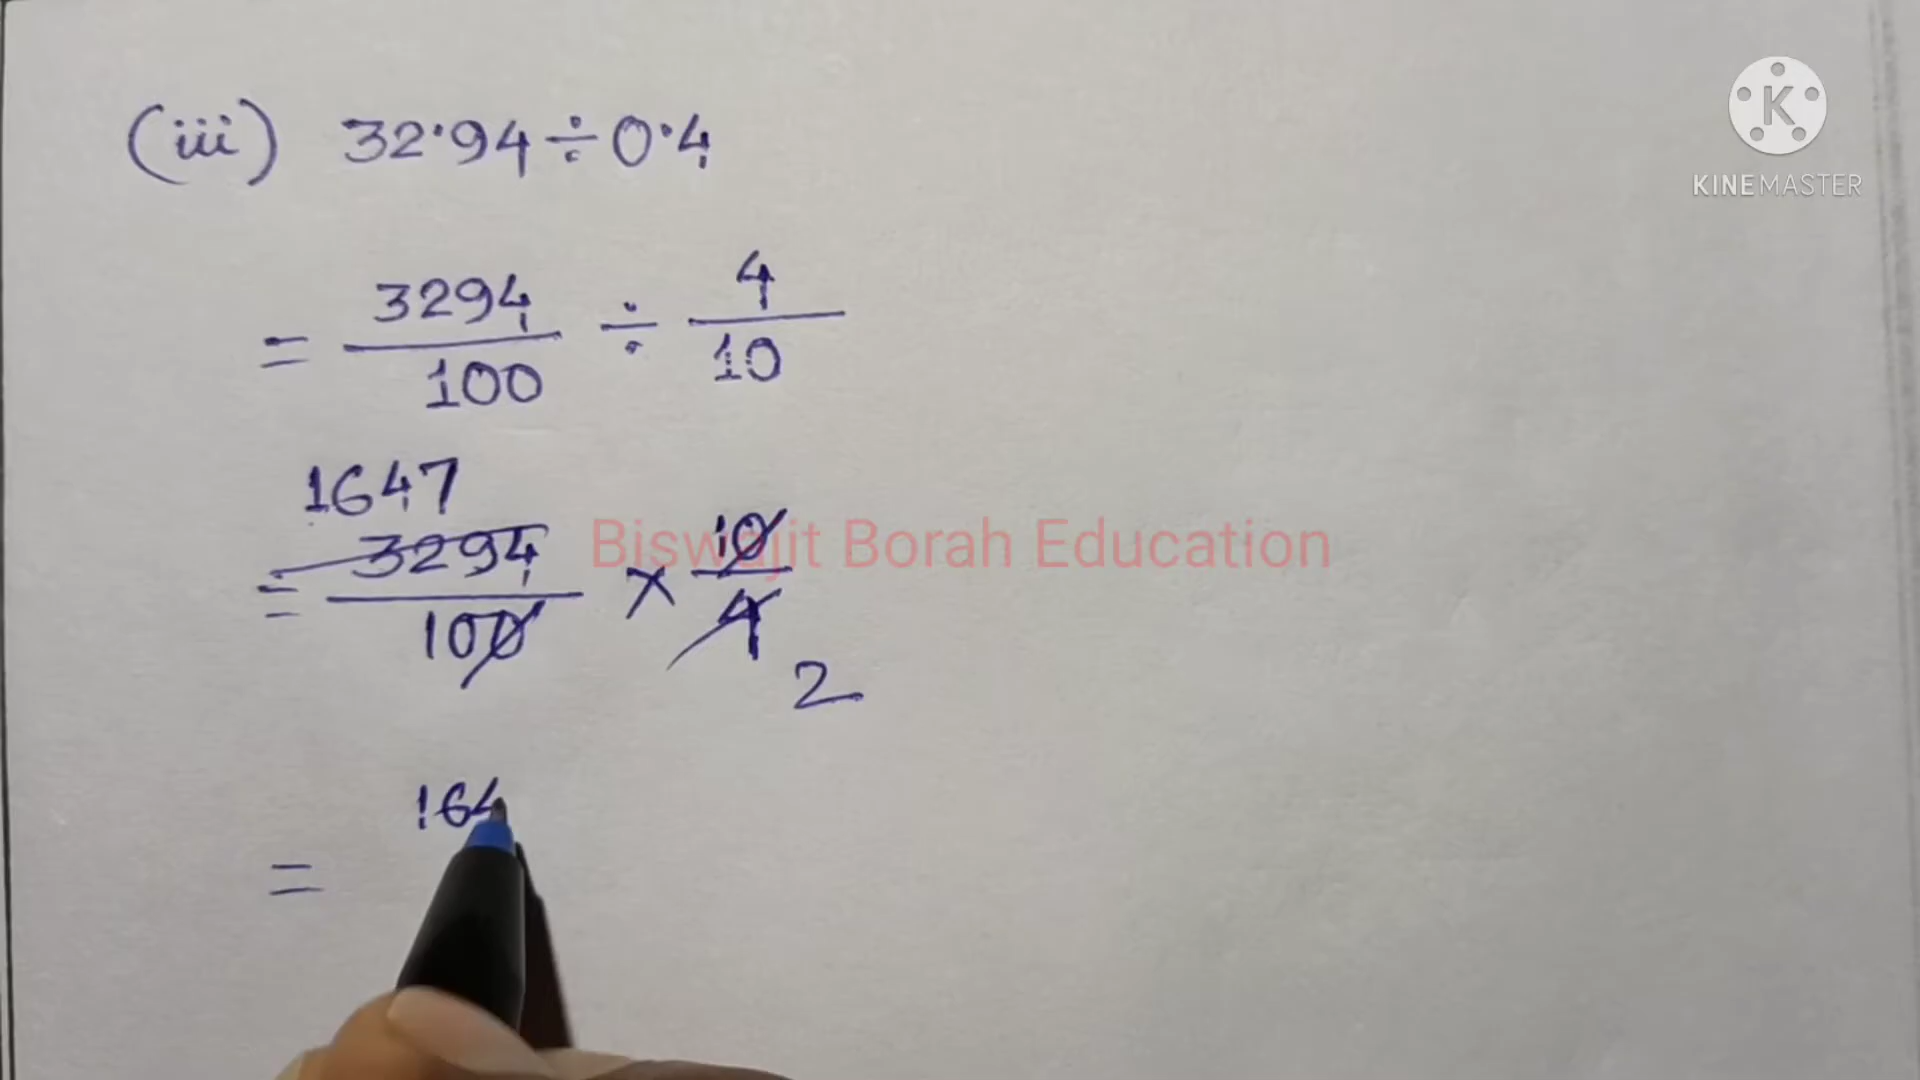 (iii) 32·94 ÷ 0·4
K
KINEMASTER
= 3294/100 ÷ 4/10
1647
= 3294/100 × 10/4
2
Biswajit Borah Education
= 164